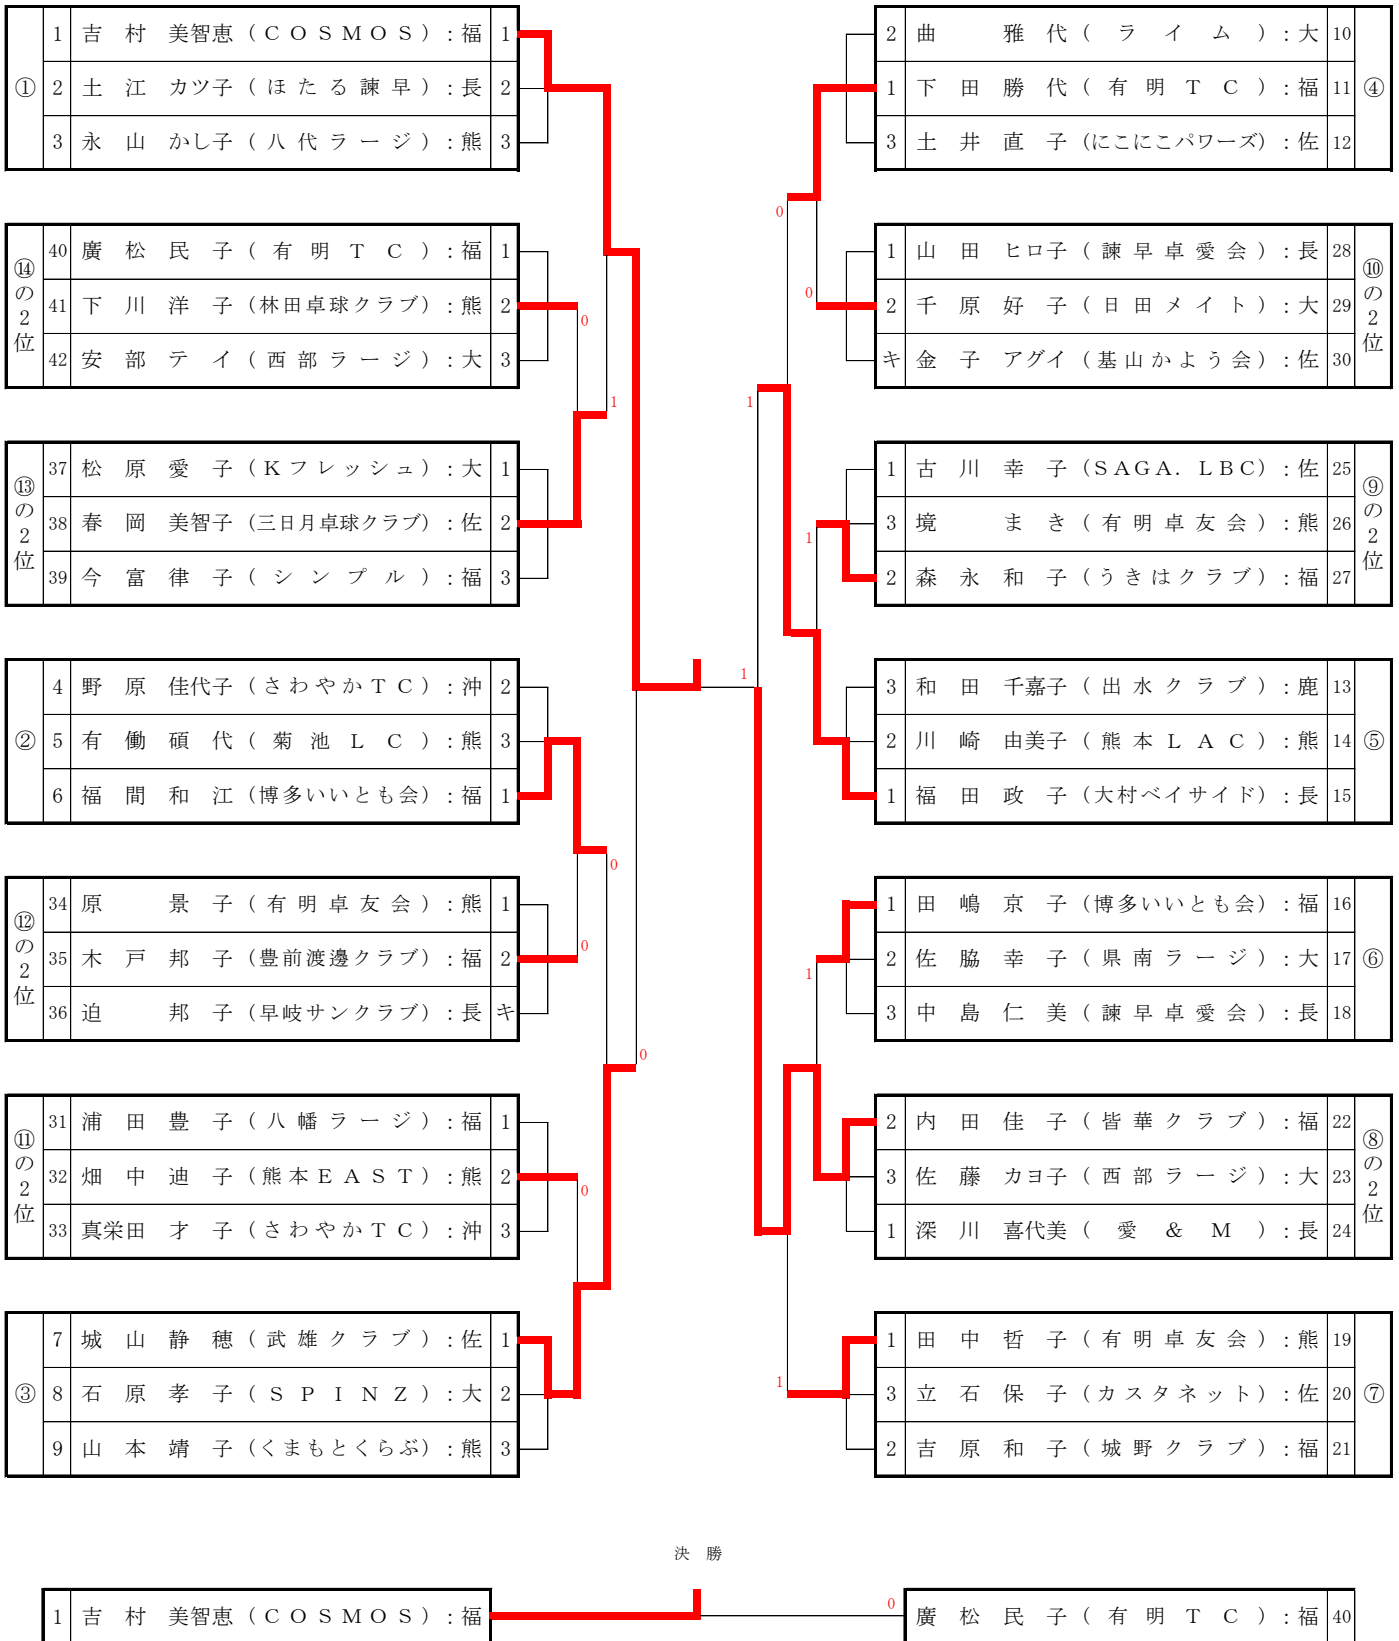 ① 1 吉村 美智恵 (COSMOS) : 福 1
2 土江 カツ子 (ほたる諫早) : 長 2
3 永山 かし子 (八代ラージ) : 熊 3
⑭の2位 40 廣松 民子 (有明TC) : 福 1
41 下川 洋子 (林田卓球クラブ) : 熊 2
42 安部 テイ (西部ラージ) : 大 3
0
1
⑬の2位 37 松原 愛子 (Kフレッシュ) : 大 1
38 春岡 美智子 (三日月卓球クラブ) : 佐 2
39 今富 律子 (シンプル) : 福 3
② 4 野原 佳代子 (さわやかTC) : 沖 2
5 有働 碩代 (菊池LC) : 熊 3
6 福間 和江 (博多いいとも会) : 福 1
0
⑫の2位 34 原 景子 (有明卓友会) : 熊 1
35 木戸 邦子 (豊前渡邊クラブ) : 福 2
36 迫 邦子 (早岐サンクラブ) : 長 キ
0
0
⑪の2位 31 浦田 豊子 (八幡ラージ) : 福 1
32 畑中 迪子 (熊本EAST) : 熊 2
33 真栄田 才子 (さわやかTC) : 沖 3
0
③ 7 城山 静穂 (武雄クラブ) : 佐 1
8 石原 孝子 (SPINZ) : 大 2
9 山本 靖子 (くまもとくらぶ) : 熊 3
2 曲 雅代 (ライム) : 大 10 ④
1 下田 勝代 (有明TC) : 福 11
3 土井 直子 (にこにこパワーズ) : 佐 12
0
1 山田 ヒロ子 (諫早卓愛会) : 長 28 ⑩の2位
0
2 千原 好子 (日田メイト) : 大 29
キ 金子 アグイ (基山かよう会) : 佐 30
1
1 古川 幸子 (SAGA.LBC) : 佐 25 ⑨の2位
3 境 まき (有明卓友会) : 熊 26
1
2 森永 和子 (うきはクラブ) : 福 27
1
3 和田 千嘉子 (出水クラブ) : 鹿 13 ⑤
2 川崎 由美子 (熊本LAC) : 熊 14
1 福田 政子 (大村ベイサイド) : 長 15
1 田嶋 京子 (博多いいとも会) : 福 16 ⑥
2 佐脇 幸子 (県南ラージ) : 大 17
1
3 中島 仁美 (諫早卓愛会) : 長 18
2 内田 佳子 (皆華クラブ) : 福 22 ⑧の2位
3 佐藤 カヨ子 (西部ラージ) : 大 23
1 深川 喜代美 (愛&M) : 長 24
1 田中 哲子 (有明卓友会) : 熊 19 ⑦
1
3 立石 保子 (カスタネット) : 佐 20
2 吉原 和子 (城野クラブ) : 福 21
決勝
1 吉村 美智恵 (COSMOS) : 福
0
廣松 民子 (有明TC) : 福 40